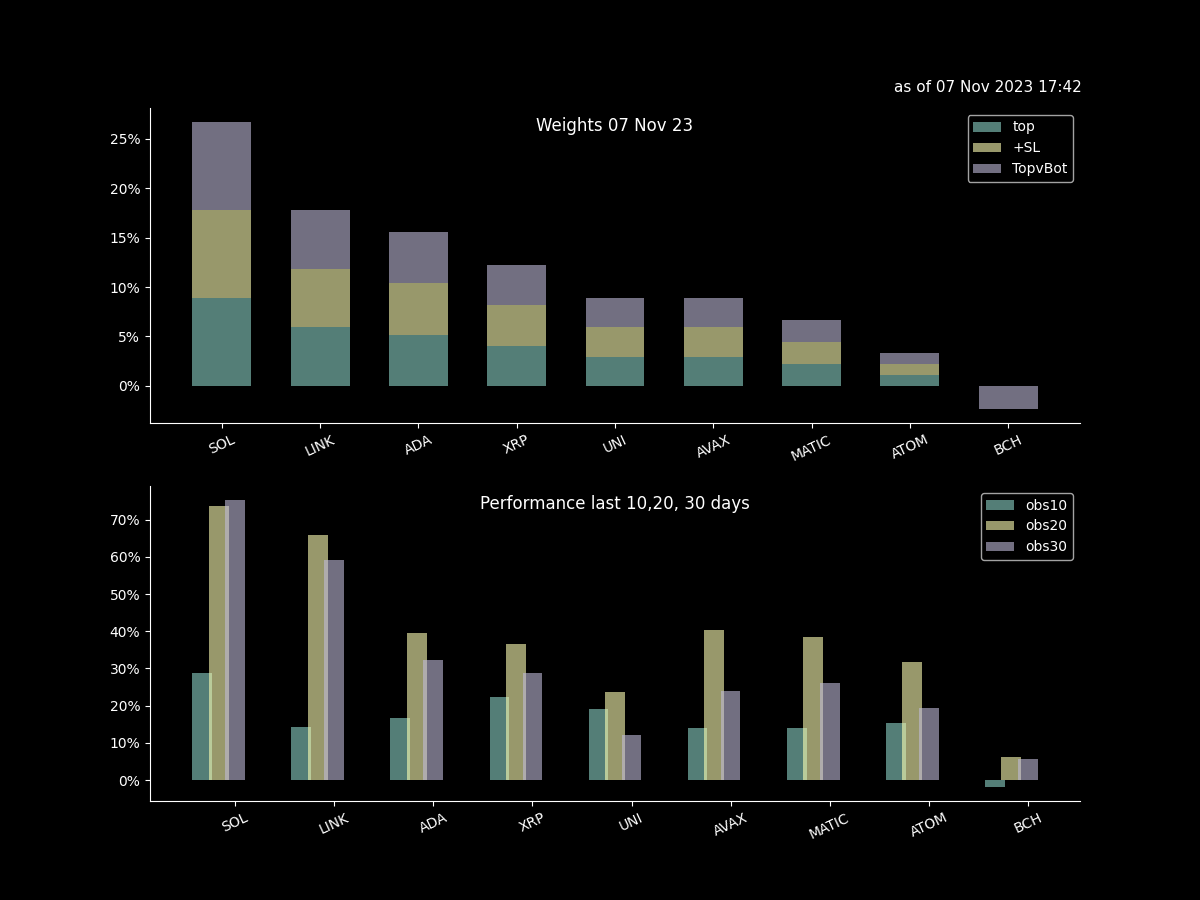 as of 07 Nov 2023 17:42
Weights 07 Nov 23
top
+SL
TopvBot
25%
20%
15%
10%
5%
0%
SOL LINK ADA XRP UNI AVAX MATIC ATOM BCH
Performance last 10,20, 30 days
obs10
obs20
obs30
70%
60%
50%
40%
30%
20%
10%
0%
SOL LINK ADA XRP UNI AVAX MATIC ATOM BCH